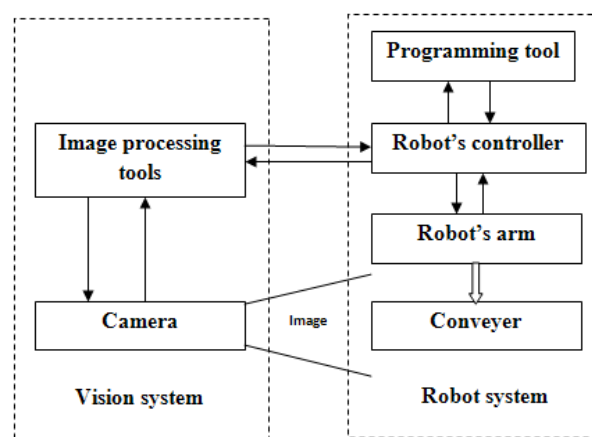 Programming tool
Image processing
tools
Robot’s controller
Robot’s arm
Camera
Image
Conveyer
Vision system
Robot system